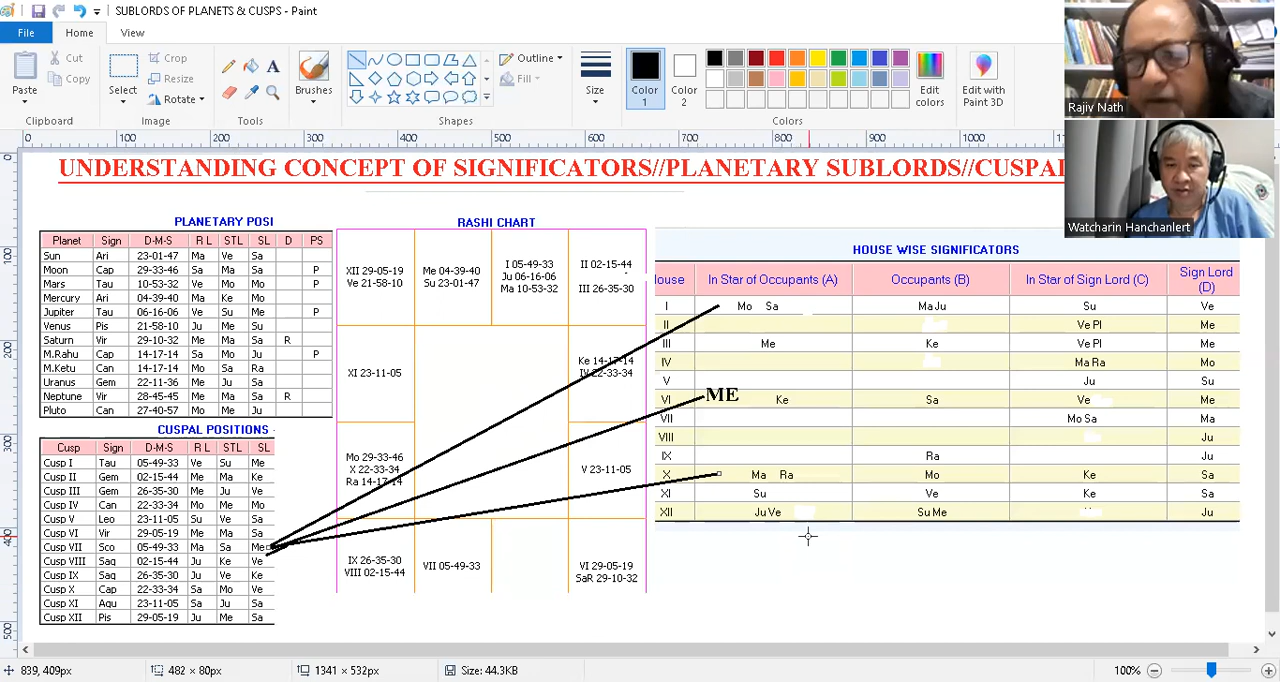 SUBLORDS OF PLANETS & CUSPS - Paint
File Home View
Paste Cut Copy Select Crop Resize Rotate Brushes Outline Fill Size Color 1 Color 2 Edit colors Edit with Paint 3D
Clipboard Image Tools Shapes Colors
0 100 200 300 400 500 600 700 800 900 1000
Rajiv Nath
Watcharin Hanchanlert
UNDERSTANDING CONCEPT OF SIGNIFICATORS//PLANETARY SUBLORDS//CUSPAL
PLANETARY POSI
Planet Sign D-M-S R L STL SL D PS
Sun Ari 23-01-47 Ma Ve Sa
Moon Cap 29-33-46 Sa Ma Sa P
Mars Tau 10-53-32 Ve Mo Ma P
Mercury Ari 04-39-40 Ma Ke Mo
Jupiter Tau 06-16-06 Ve Su Me P
Venus Pis 21-58-10 Ju Me Su
Saturn Vir 29-10-32 Me Ma Sa R
M.Rahu Cap 14-17-14 Sa Mo Ju P
M.Ketu Can 14-17-14 Mo Sa Ra
Uranus Gem 22-11-36 Me Ju Sa
Neptune Vir 28-45-45 Me Ma Sa R
Pluto Can 27-40-57 Mo Me Ju
CUSPAL POSITIONS -
Cusp Sign D-M-S R L STL SL
Cusp I Tau 05-49-33 Ve Su Me
Cusp II Gem 02-15-44 Me Ma Ke
Cusp III Gem 26-35-30 Me Ju Ve
Cusp IV Can 22-33-34 Mo Me Mo
Cusp V Leo 23-11-05 Su Ve Sa
Cusp VI Vir 29-05-19 Me Ma Sa
Cusp VII Sco 05-49-33 Ma Sa Me
Cusp VIII Sag 02-15-44 Ju Ke Ve
Cusp IX Sag 26-35-30 Ju Ve Ke
Cusp X Cap 22-33-34 Sa Mo Ve
Cusp XI Aqu 23-11-05 Sa Ju Sa
Cusp XII Pis 29-05-19 Ju Me Sa
RASHI CHART
XII 29-05-19
Ve 21-58-10
Me 04-39-40
Su 23-01-47
I 05-49-33
Ju 06-16-06
Ma 10-53-32
II 02-15-44
III 26-35-30
XI 23-11-05
Ke 14-17-14
IV 22-33-34
Mo 29-33-46
X 22-33-34
Ra 14-17-14
V 23-11-05
IX 26-35-30
VIII 02-15-44
VII 05-49-33
VI 29-05-19
SaR 29-10-32
HOUSE WISE SIGNIFICATORS
House In Star of Occupants (A) Occupants (B) In Star of Sign Lord (C) Sign Lord (D)
I Mo Sa Ma Ju Su Ve
II Ve Pl Me
III Me Ke Ve Pl Me
IV Ma Ra Mo
V Ju Su
VI ME Ke Sa Ve Me
VII Mo Sa Ma
VIII Ju
IX Ra Ju
X Ma Ra Mo Ke Sa
XI Su Ve Ke Sa
XII Ju Ve Su Me Ju
839, 409px 482 × 80px 1341 × 532px Size: 44.3KB 100%